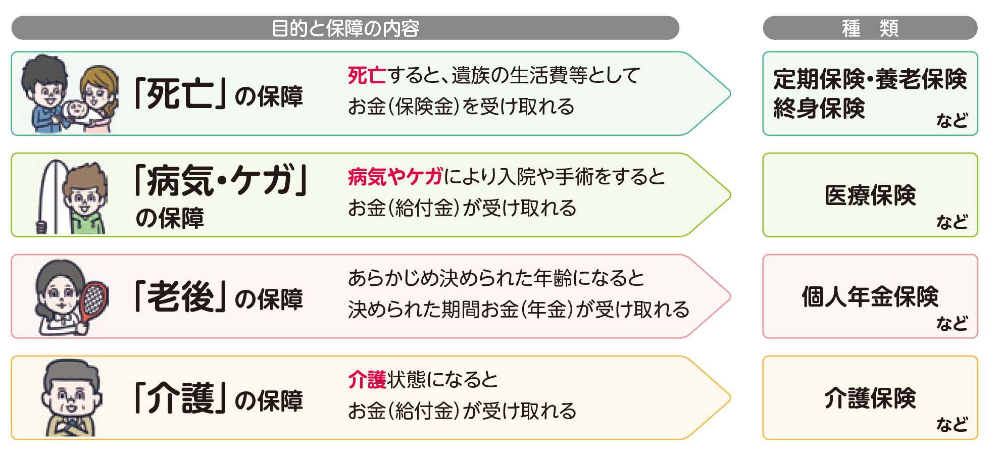 目的と保障の内容
種　類
「死亡」の保障
死亡すると、遺族の生活費等として
お金(保険金)を受け取れる
定期保険・養老保険
終身保険
など
「病気・ケガ」
の保障
病気やケガにより入院や手術をすると
お金(給付金)が受け取れる
医療保険
など
「老後」の保障
あらかじめ決められた年齢になると
決められた期間お金(年金)が受け取れる
個人年金保険
など
「介護」の保障
介護状態になると
お金(給付金)が受け取れる
介護保険
など